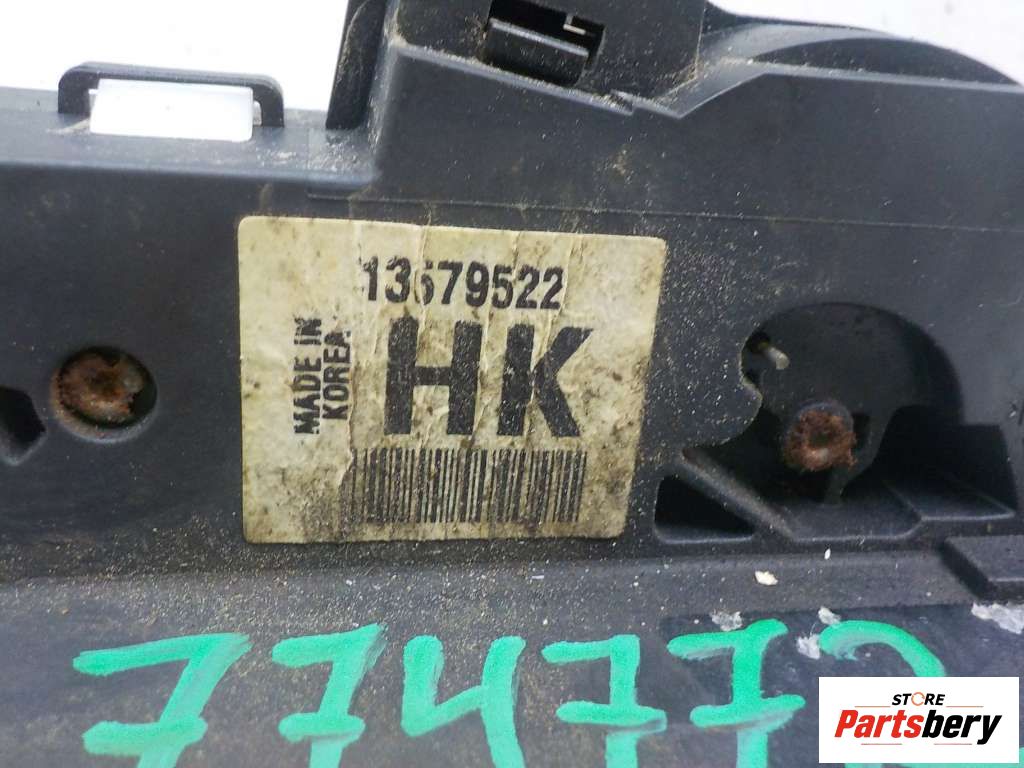 13579522
MADE IN
KOREA
HK
STORE
Partsbery